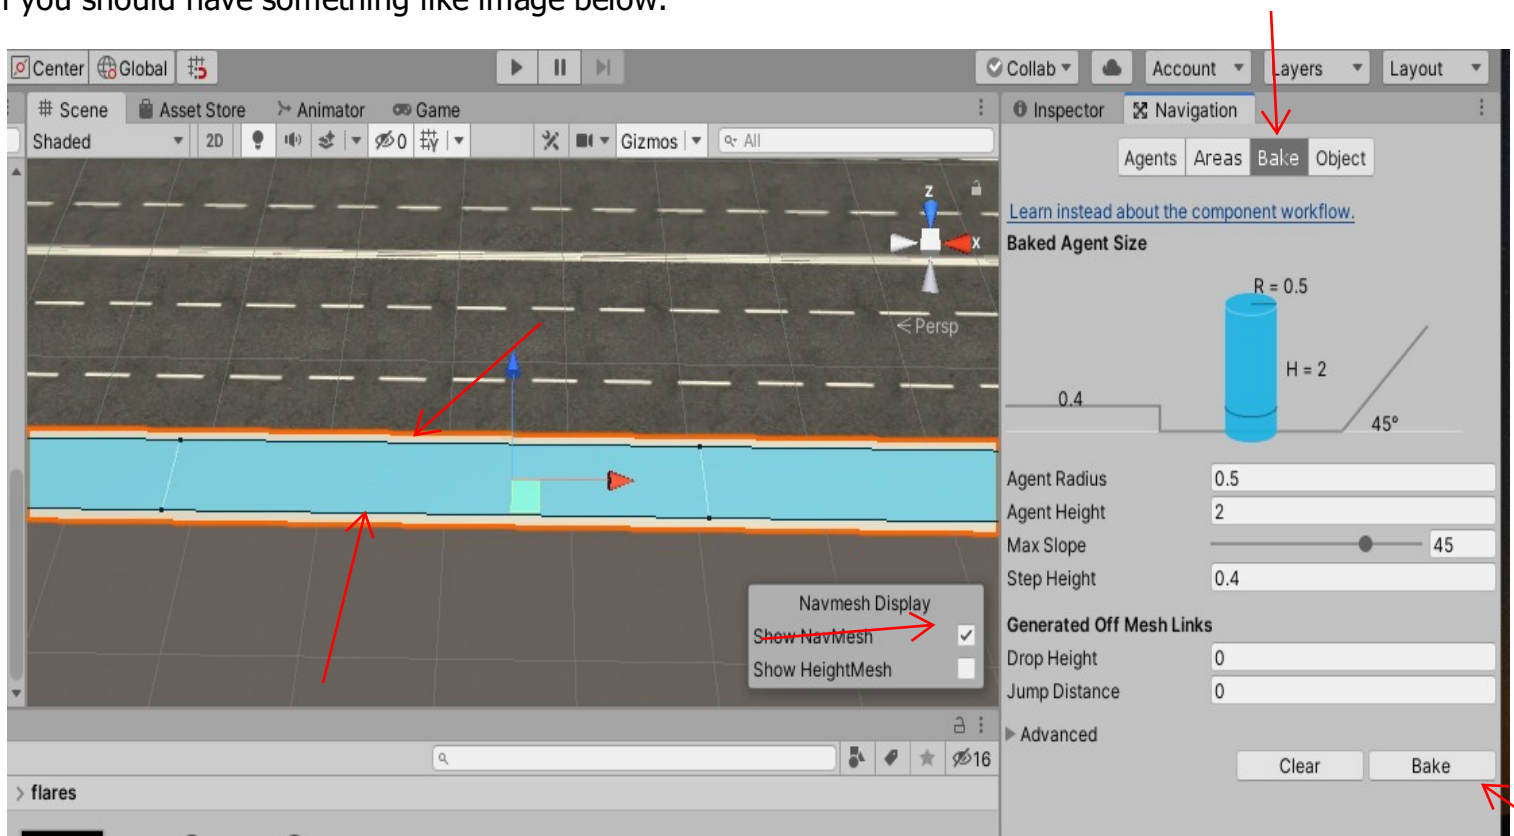 you should have something like image below.
Center Global Collab Account Layers Layout
Scene Asset Store Animator Game Inspector Navigation
Shaded 2D 0 Gizmos All
Agents Areas Bake Object
Learn instead about the component workflow.
Baked Agent Size
z
x
Persp
R = 0.5
H = 2
0.4
45°
Agent Radius 0.5
Agent Height 2
Max Slope 45
Step Height 0.4
Navmesh Display
Show NavMesh
Show HeightMesh
Generated Off Mesh Links
Drop Height 0
Jump Distance 0
Advanced
Clear Bake
16
flares